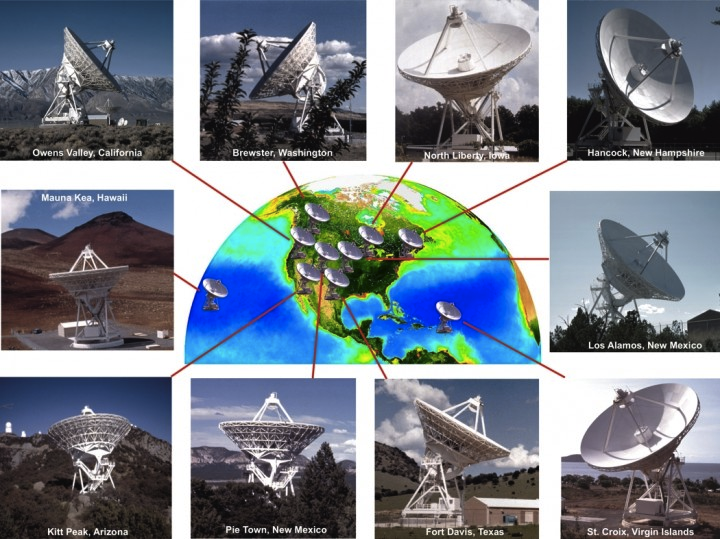 Owens Valley, California
Brewster, Washington
North Liberty, Iowa
Hancock, New Hampshire
Mauna Kea, Hawaii
Los Alamos, New Mexico
Kitt Peak, Arizona
Pie Town, New Mexico
Fort Davis, Texas
St. Croix, Virgin Islands